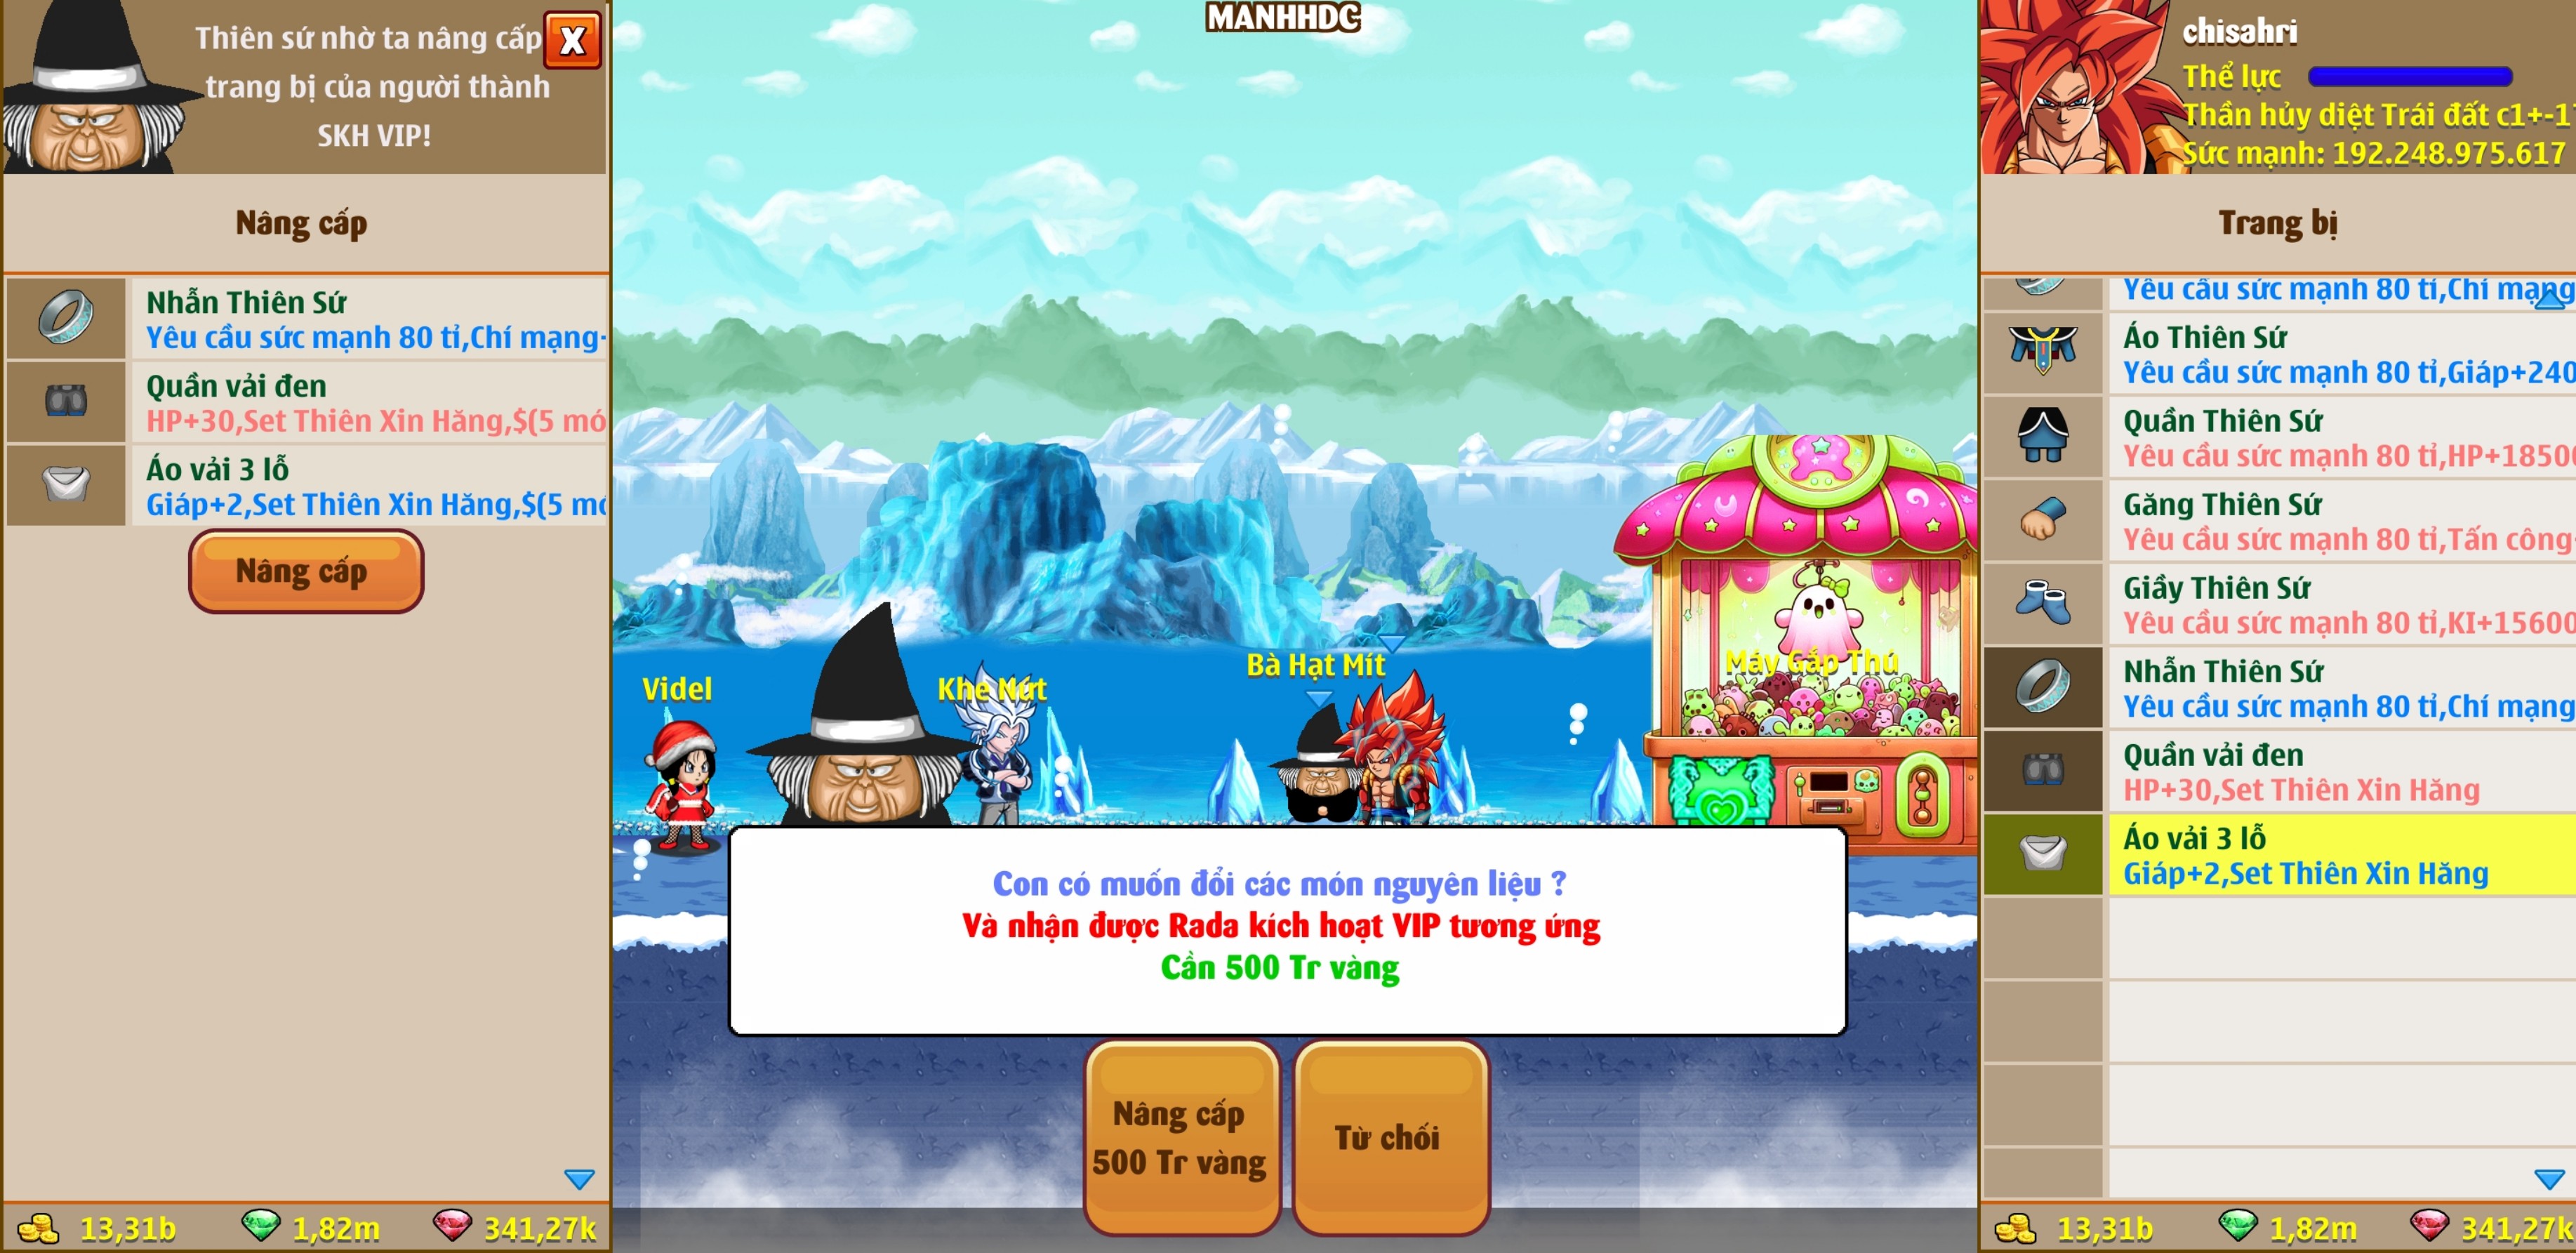 Thiên sứ nhờ ta nâng cấp
trang bị của người thành
SKH VIP!
X
Nâng cấp
Nhẫn Thiên Sứ
Yêu cầu sức mạnh 80 tỉ,Chí mạng-
Quần vải đen
HP+30,Set Thiên Xin Hăng,$(5 mó
Áo vải 3 lỗ
Giáp+2,Set Thiên Xin Hăng,$(5 mó
Nâng cấp
13,31b
1,82m
341,27k
MANHHDC
Videl
Khe Nut
Bà Hạt Mít
Máy Gắp Thú
Con có muốn đổi các món nguyên liệu ?
Và nhận được Rada kích hoạt VIP tương ứng
Cần 500 Tr vàng
Nâng cấp
500 Tr vàng
Từ chối
chisahri
Thể lực
Thần hủy diệt Trái đất c1+-1
Sức mạnh: 192.248.975.617
Trang bị
Yêu cầu sức mạnh 80 tỉ,Chí mạng
Áo Thiên Sứ
Yêu cầu sức mạnh 80 tỉ,Giáp+240
Quần Thiên Sứ
Yêu cầu sức mạnh 80 tỉ,HP+1850
Găng Thiên Sứ
Yêu cầu sức mạnh 80 tỉ,Tấn công
Giầy Thiên Sứ
Yêu cầu sức mạnh 80 tỉ,KI+15600
Nhẫn Thiên Sứ
Yêu cầu sức mạnh 80 tỉ,Chí mạng
Quần vải đen
HP+30,Set Thiên Xin Hăng
Áo vải 3 lỗ
Giáp+2,Set Thiên Xin Hăng
13,31b
1,82m
341,27k